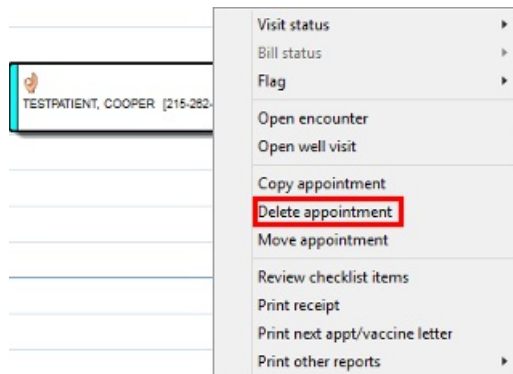 Visit status
Bill status
Flag
TESTPATIENT, COOPER [215-262-
Open encounter
Open well visit
Copy appointment
Delete appointment
Move appointment
Review checklist items
Print receipt
Print next appt/vaccine letter
Print other reports